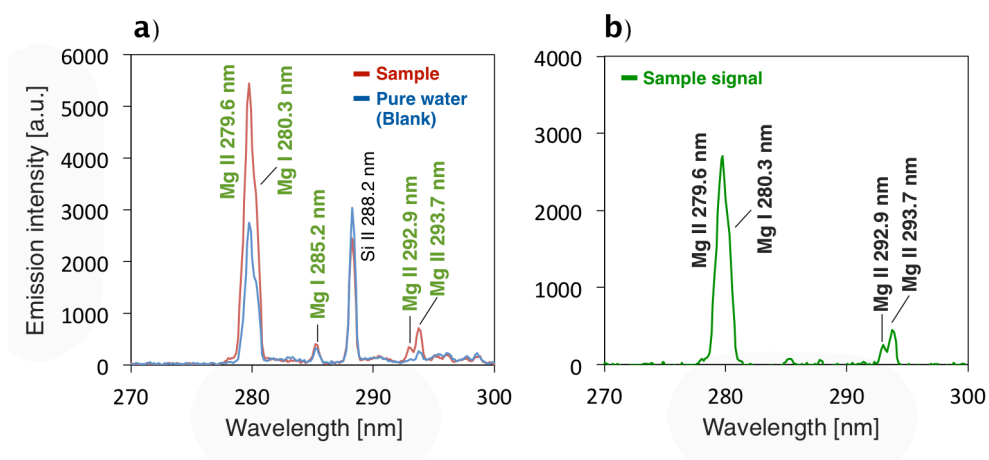 a)
6000
5000
4000
3000
2000
1000
0
270
280
290
300
Emission intensity [a.u.]
Wavelength [nm]
Sample
Pure water
(Blank)
Mg II 279.6 nm
Mg I 280.3 nm
Mg I 285.2 nm
Si II 288.2 nm
Mg II 292.9 nm
Mg II 293.7 nm
b)
4000
3000
2000
1000
0
270
280
290
300
Wavelength [nm]
Sample signal
Mg II 279.6 nm
Mg I 280.3 nm
Mg II 292.9 nm
Mg II 293.7 nm